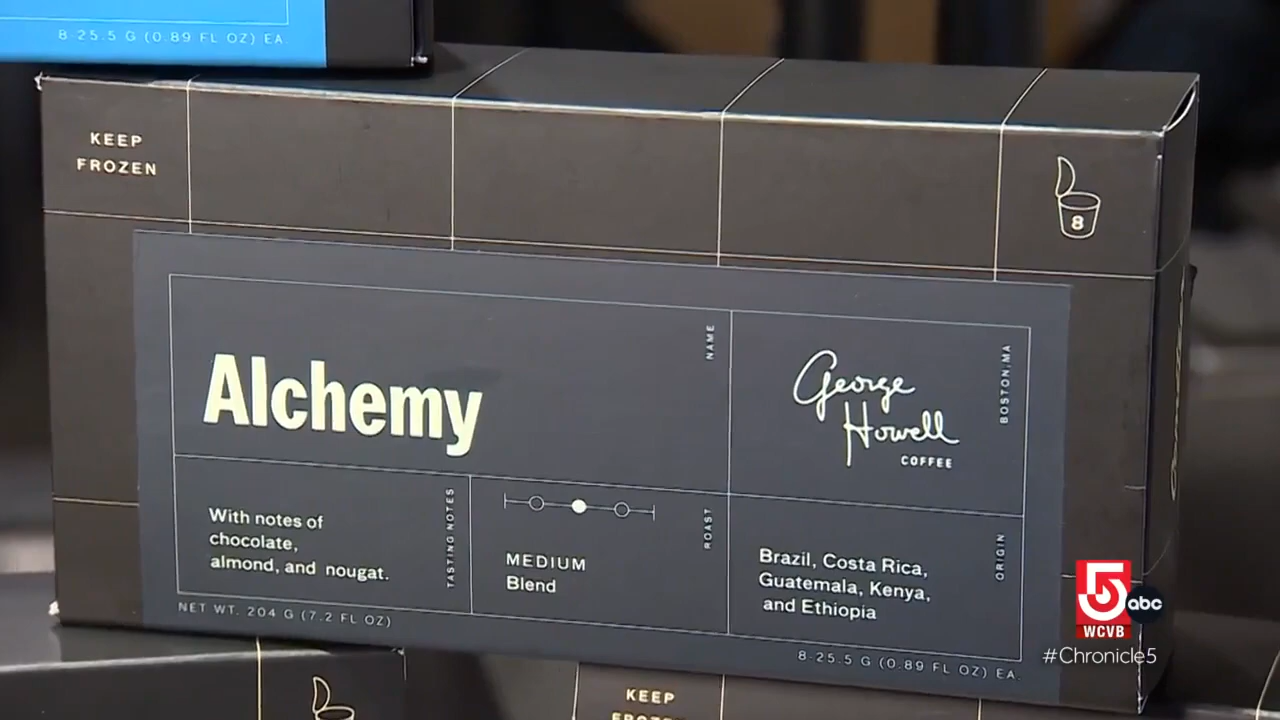 8-25.5 G (0.89 FL OZ) EA.
KEEP
FROZEN
8
Alchemy
NAME
George
Howell
COFFEE
BOSTON, MA
With notes of
chocolate,
almond, and nougat.
TASTING NOTES
MEDIUM
Blend
ROAST
Brazil, Costa Rica,
Guatemala, Kenya,
and Ethiopia
ORIGIN
NET WT. 204 G (7.2 FL OZ)
8-25.5 G (0.89 FL OZ) EA.
5
abc
WCVB
#Chronicle5
KEEP
FROZEN